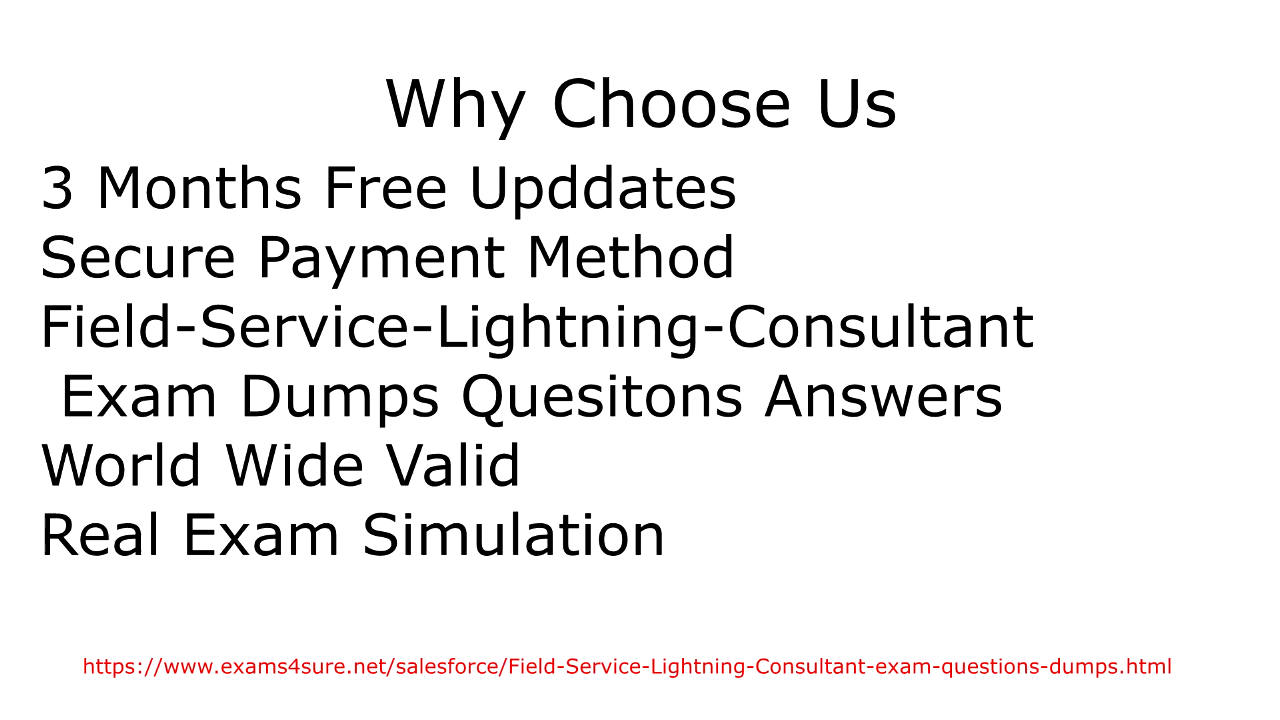 Why Choose Us
3 Months Free Upddates
Secure Payment Method
Field-Service-Lightning-Consultant
Exam Dumps Quesitons Answers
World Wide Valid
Real Exam Simulation
https://www.exams4sure.net/salesforce/Field-Service-Lightning-Consultant-exam-questions-dumps.html